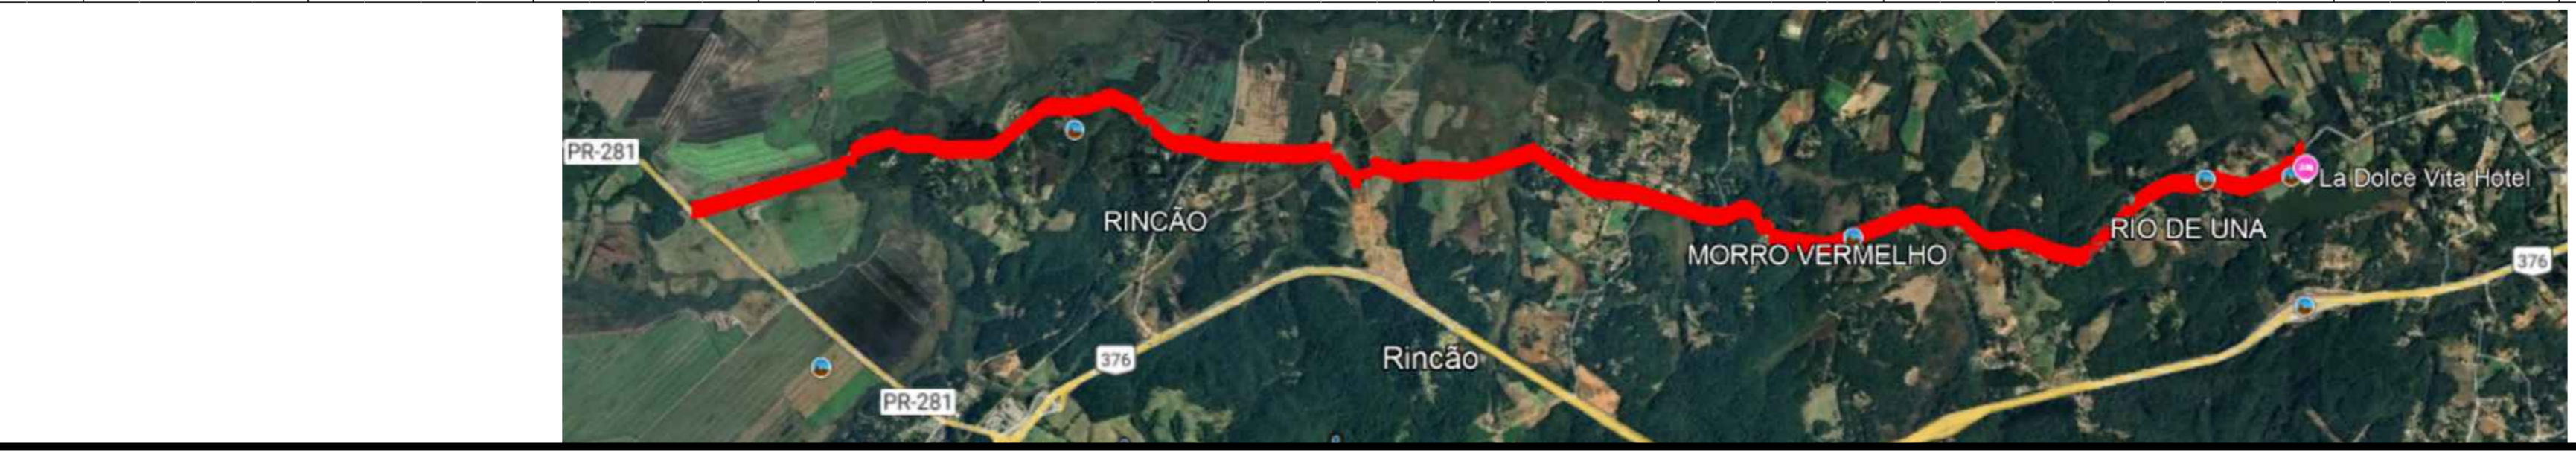 PR-281
La Dolce Vita Hotel
RINCÃO
RIO DE UNA
MORRO VERMELHO
376
376
Rincão
PR-281